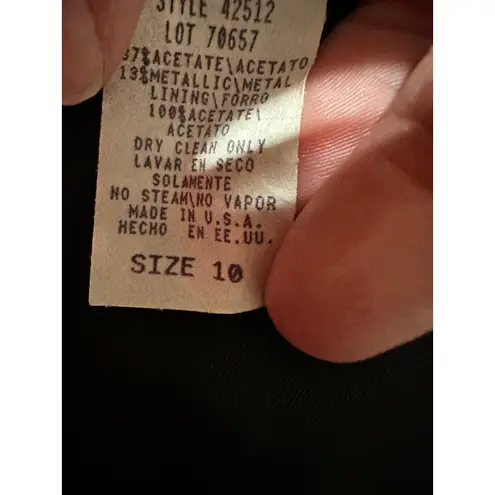 STYLE 42512
LOT 70657
87%ACETATE\ACETATO
13%METALLIC\METAL
LINING\FORRO
100%ACETATE\
ACETATO
DRY CLEAN ONLY
LAVAR EN SECO
SOLAMENTE
NO STEAM\NO VAPOR
MADE IN U.S.A.
HECHO EN EE.UU.
SIZE 10